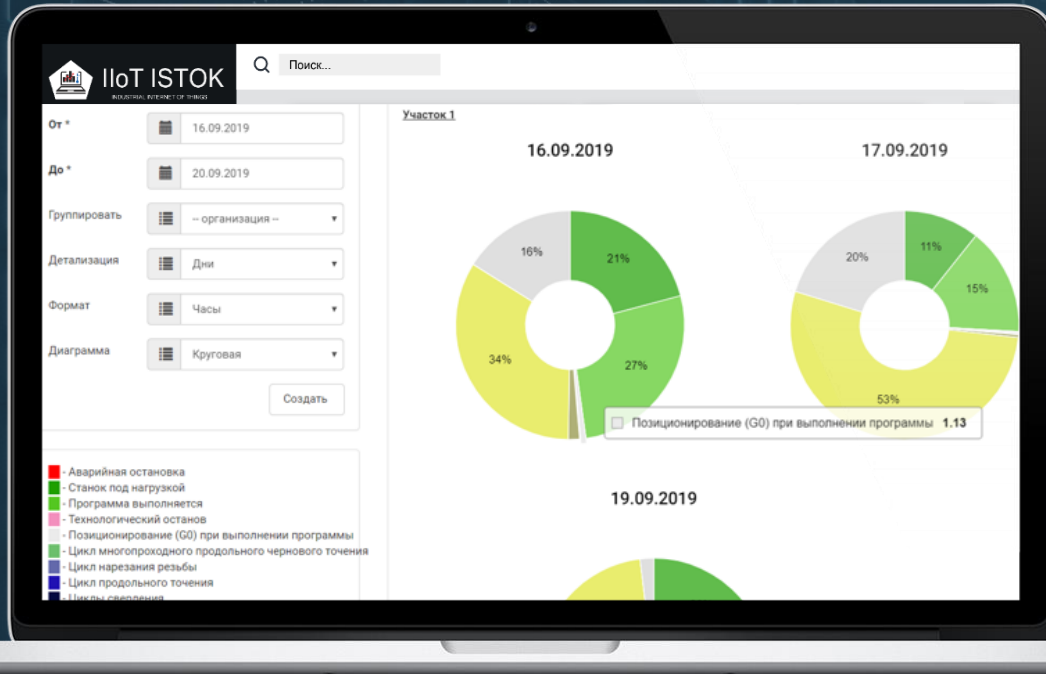 IIoT ISTOK
INDUSTRIAL INTERNET OF THINGS
Поиск...
От *
16.09.2019
До *
20.09.2019
Группировать
-- организация --
Детализация
Дни
Формат
Часы
Диаграмма
Круговая
Создать
- Аварийная остановка
- Станок под нагрузкой
- Программа выполняется
- Технологический останов
- Позиционирование (G0) при выполнении программы
- Цикл многопроходного продольного чернового точения
- Цикл нарезания резьбы
- Цикл продольного точения
- Циклы сверления
Участок 1
16.09.2019
16%
21%
34%
27%
17.09.2019
20%
11%
15%
53%
Позиционирование (G0) при выполнении программы 1.13
19.09.2019